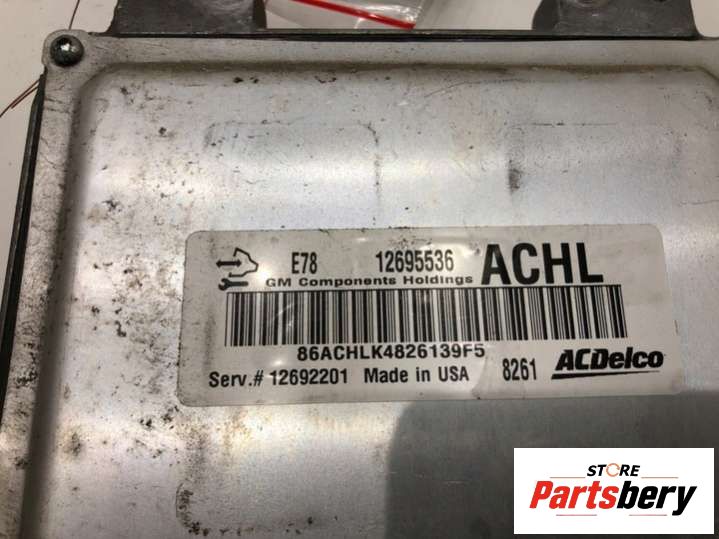 E78 12695536 ACHL
GM Components Holdings
86ACHLK4826139F5
Serv.# 12692201 Made in USA 8261 ACDelco
STORE
Partsbery